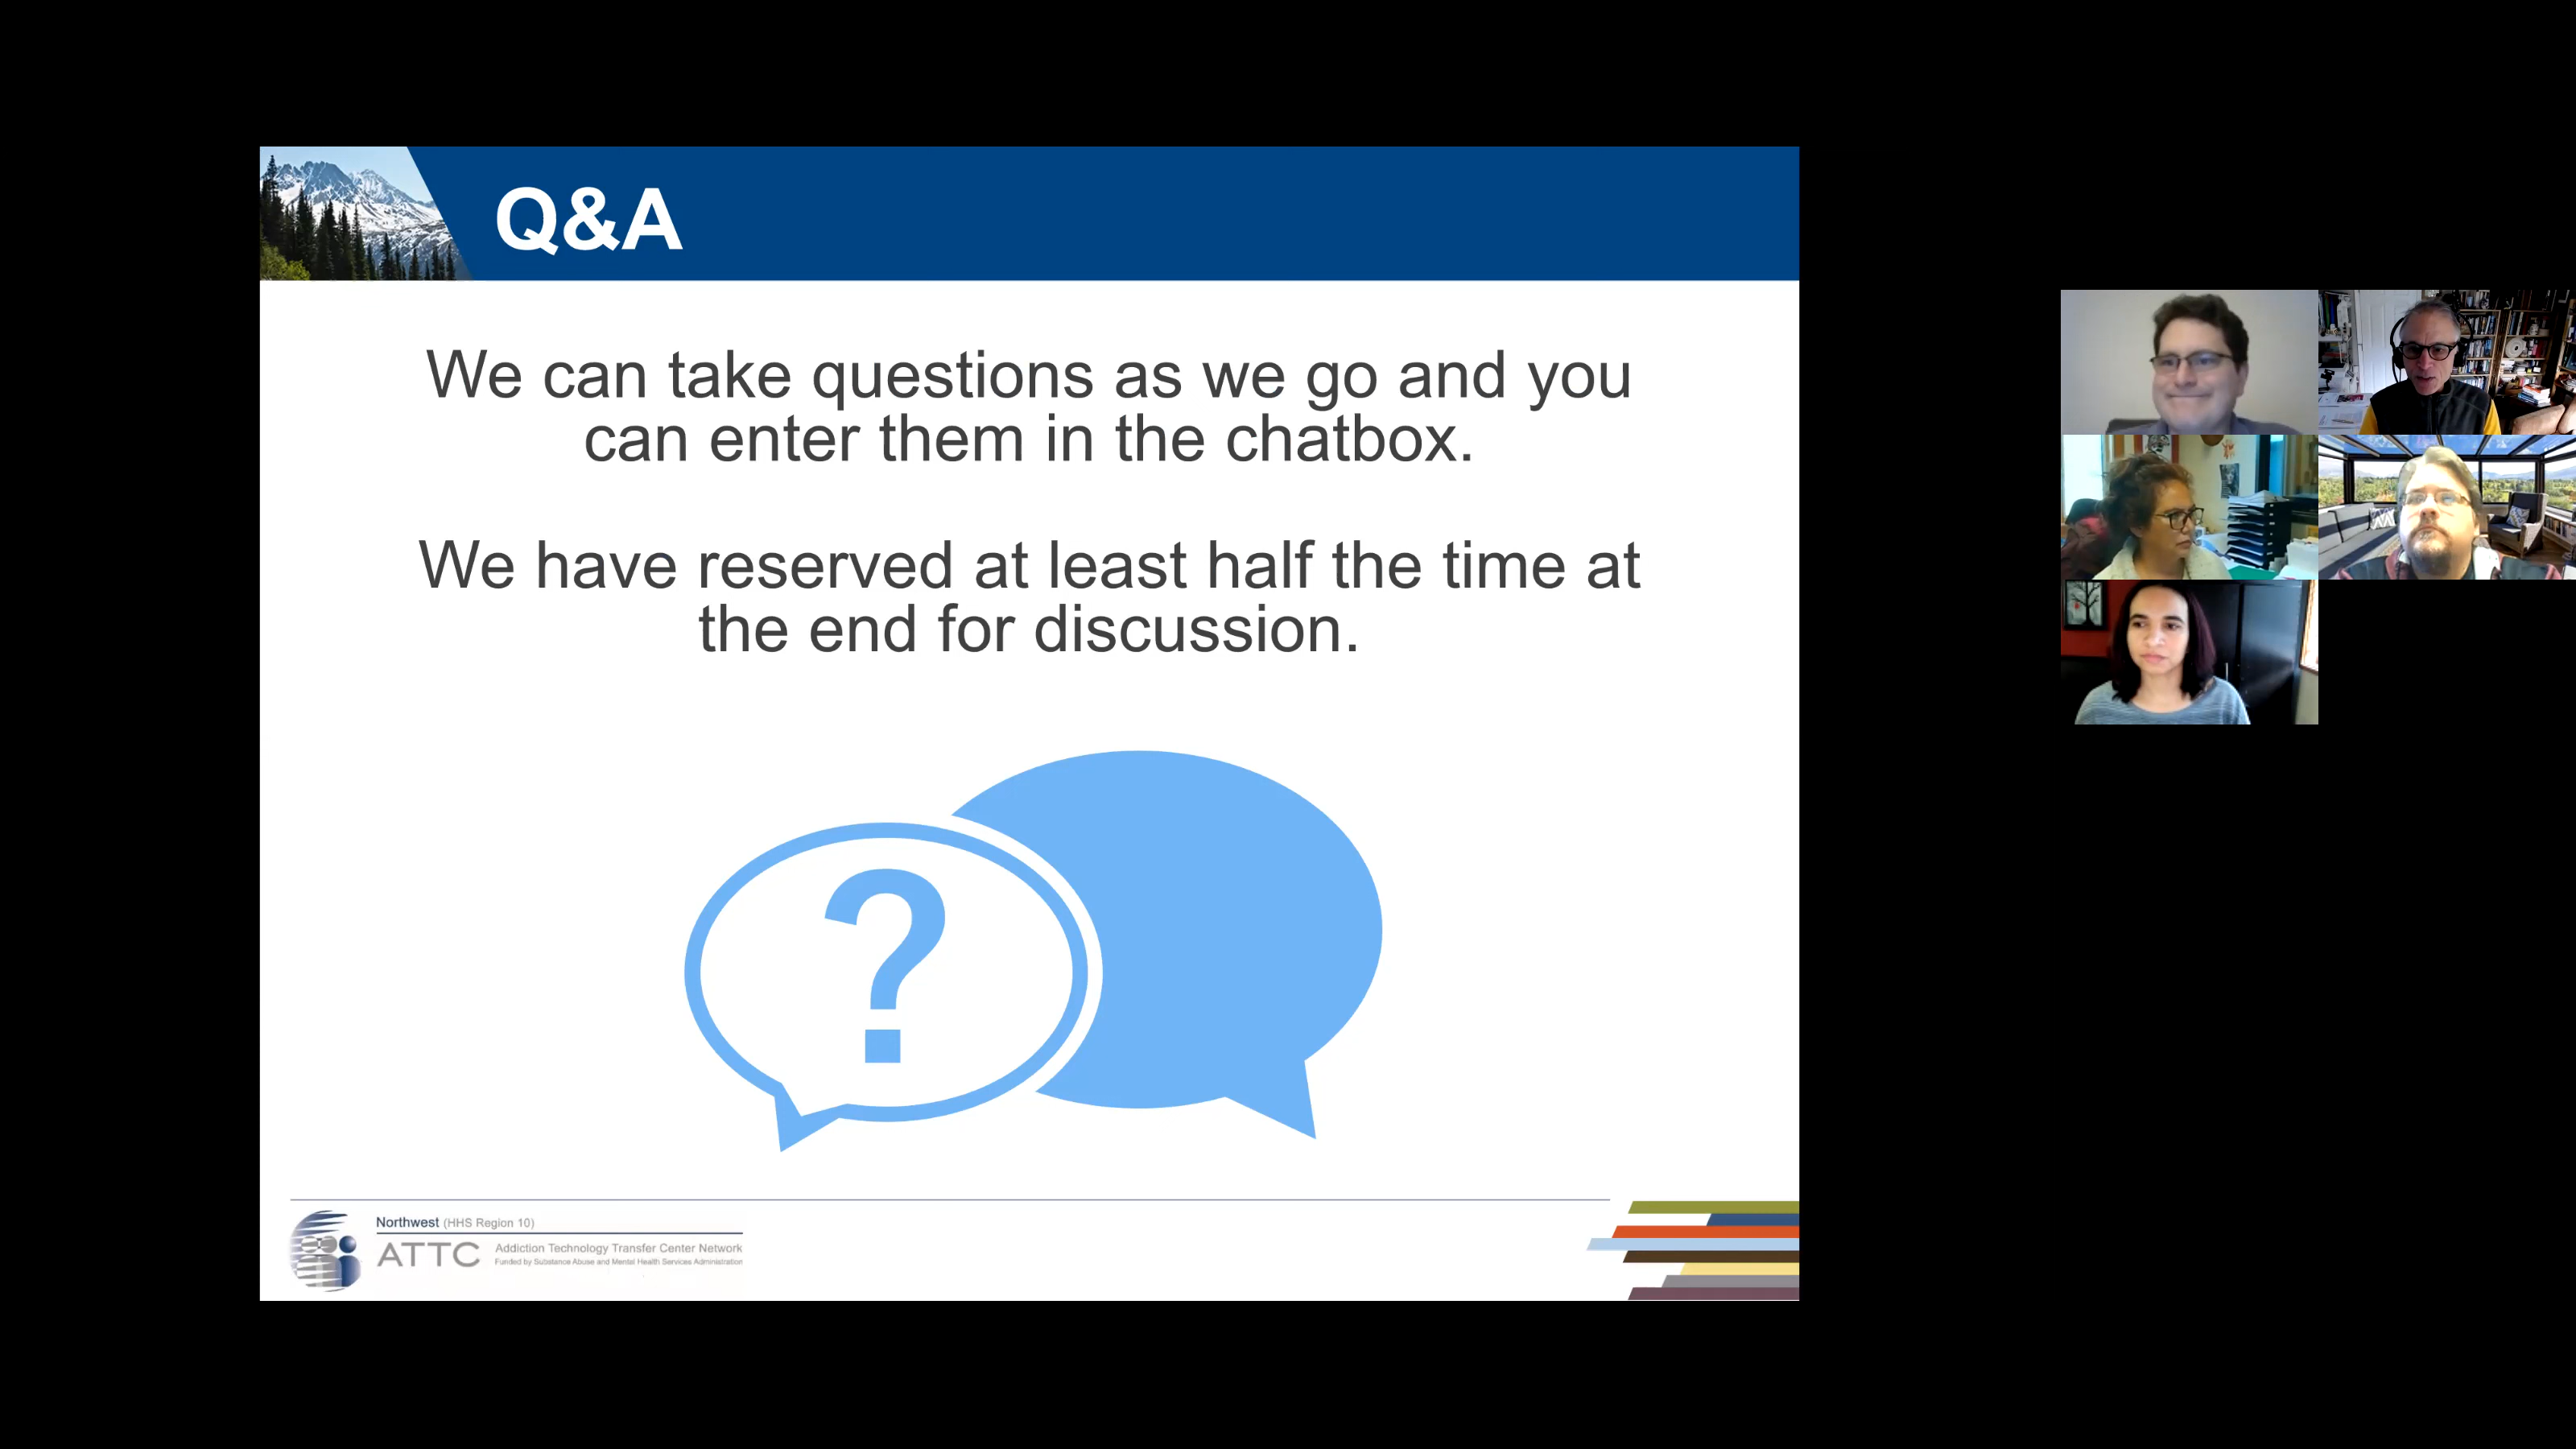 Q&A
We can take questions as we go and you
can enter them in the chatbox.
We have reserved at least half the time at
the end for discussion.
?
Northwest (HHS Region 10)
ATTC
Addiction Technology Transfer Center Network
Funded by Substance Abuse and Mental Health Services Administration